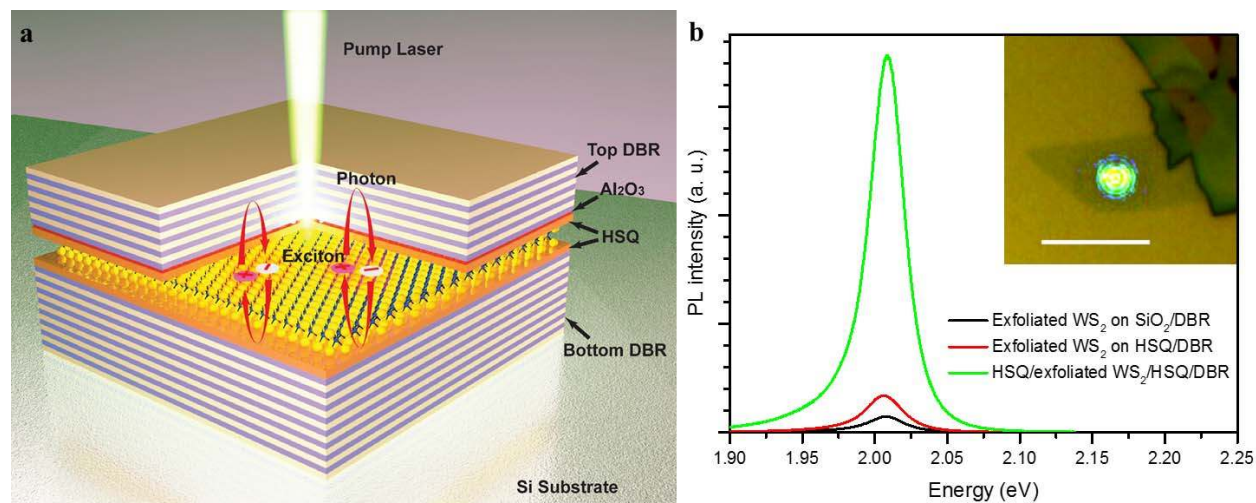 a
Pump Laser
Top DBR
Photon
Al₂O₃
HSQ
Exciton
Bottom DBR
Si Substrate
b
PL intensity (a. u.)
Exfoliated WS₂ on SiO₂/DBR
Exfoliated WS₂ on HSQ/DBR
HSQ/exfoliated WS₂/HSQ/DBR
1.90 1.95 2.00 2.05 2.10 2.15 2.20 2.25
Energy (eV)